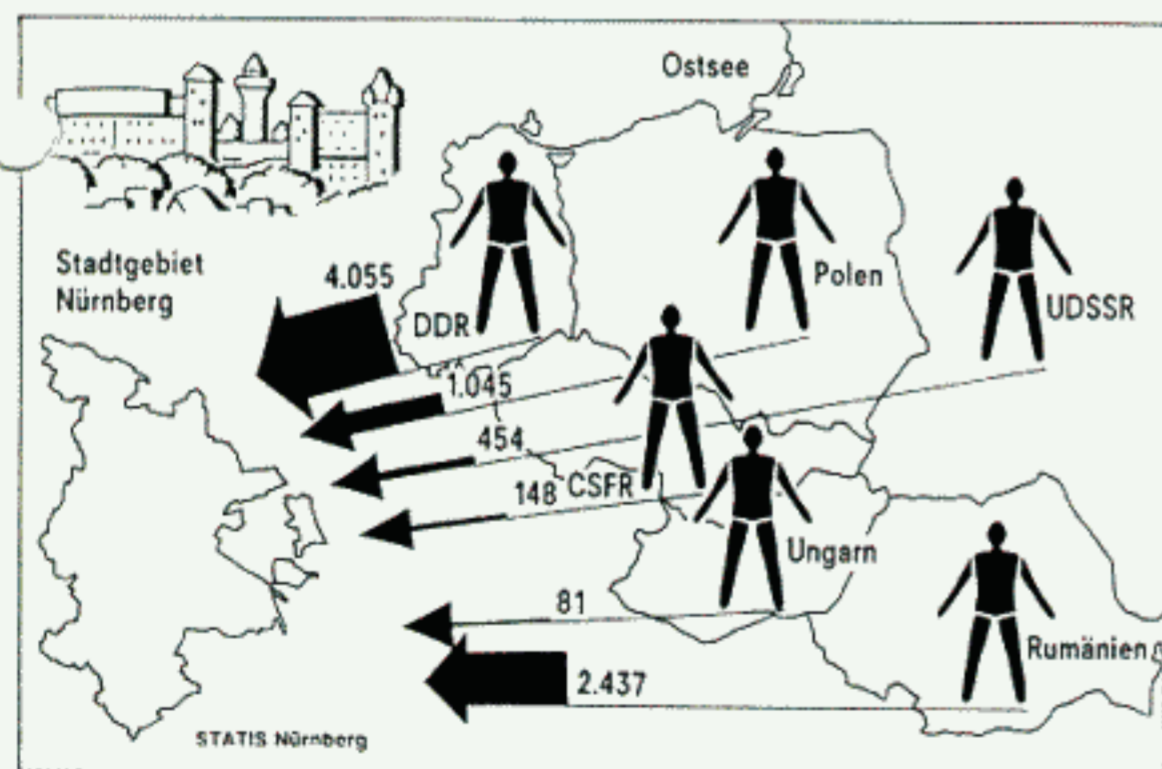 Ostsee
Stadtgebiet
Nürnberg
4.055
Polen
UDSSR
DDR
1.045
454
148
CSFR
Ungarn
81
Rumänien
2.437
STATIS Nürnberg